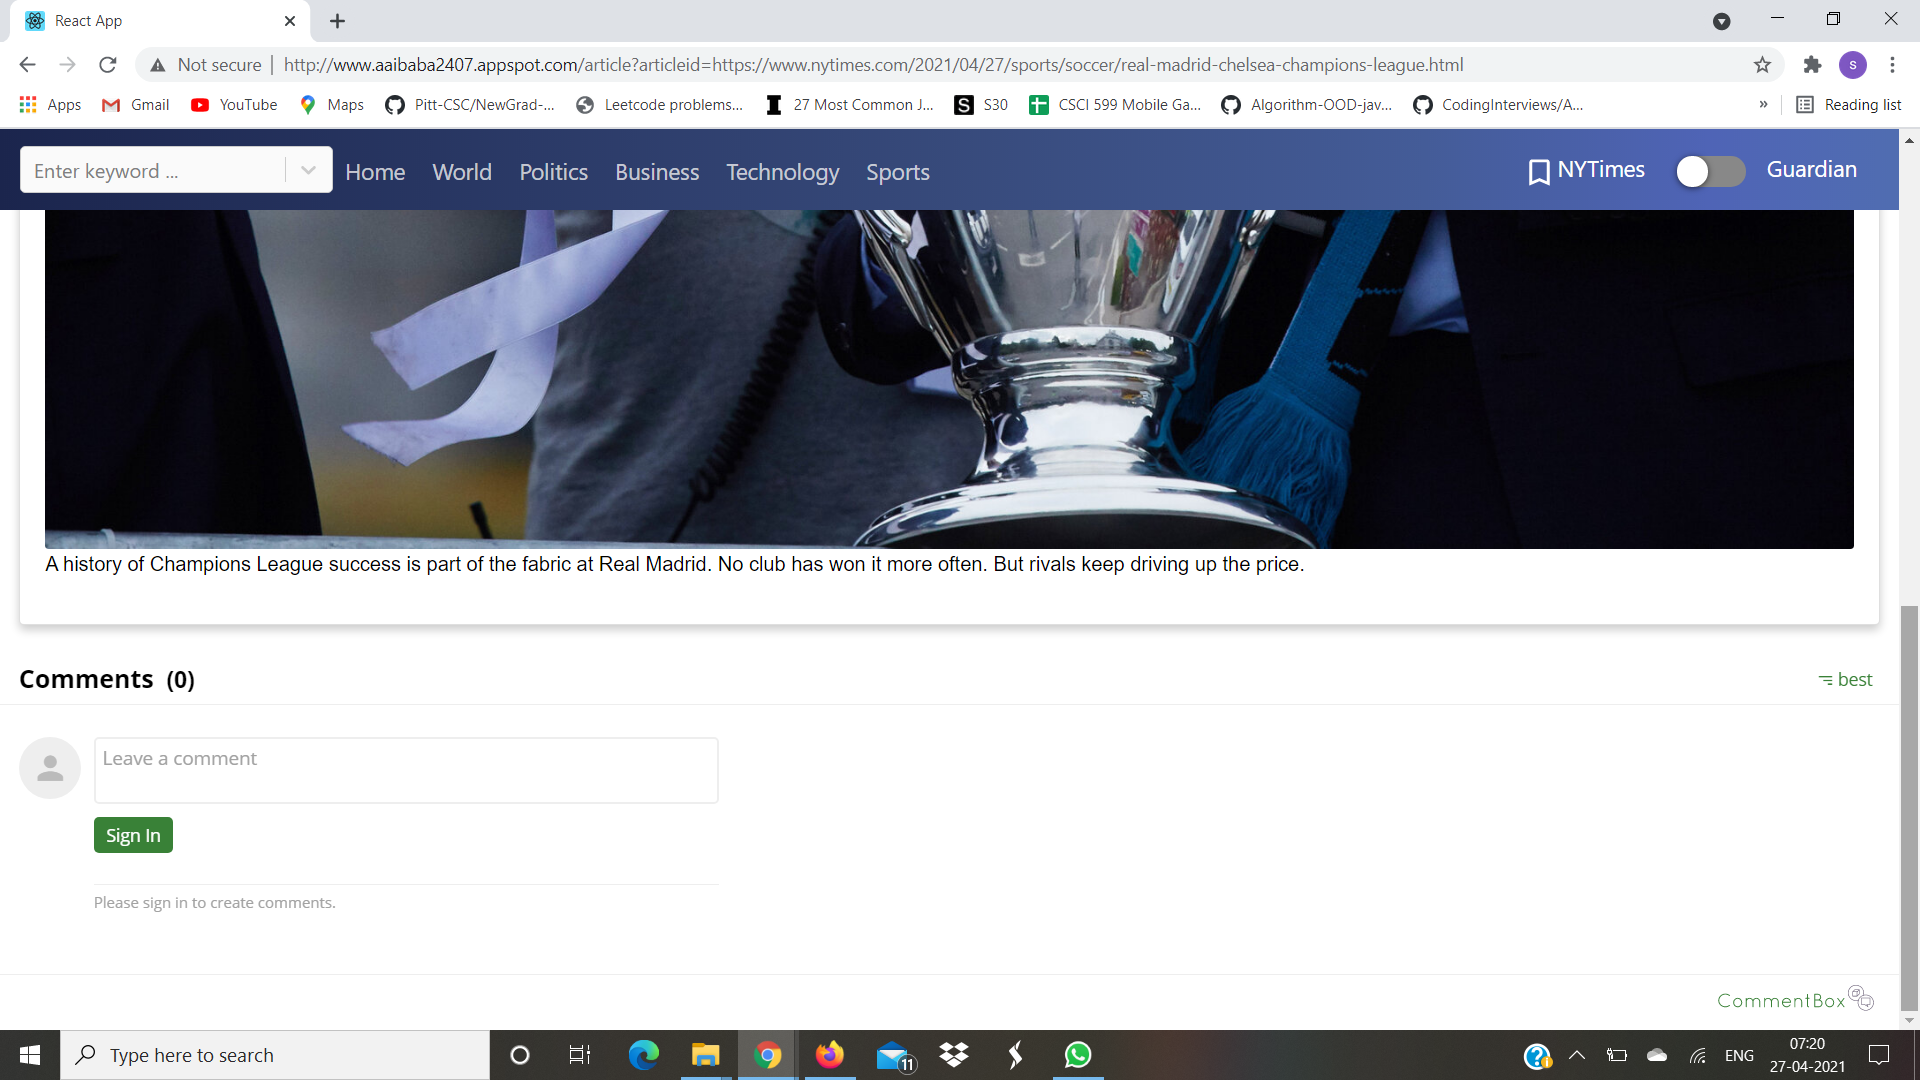 React App
Not secure
http://www.aaibaba2407.appspot.com/article?articleid=https://www.nytimes.com/2021/04/27/sports/soccer/real-madrid-chelsea-champions-league.html
S
Apps Gmail YouTube Maps Pitt-CSC/NewGrad-... Leetcode problems... 27 Most Common J... S30 CSCI 599 Mobile Ga... Algorithm-OOD-jav... CodingInterviews/A... » Reading list
Enter keyword ... Home World Politics Business Technology Sports NYTimes Guardian
A history of Champions League success is part of the fabric at Real Madrid. No club has won it more often. But rivals keep driving up the price.
Comments (0) best
Leave a comment
Sign In
Please sign in to create comments.
CommentBox
Type here to search 11 ENG 07:20
27-04-2021